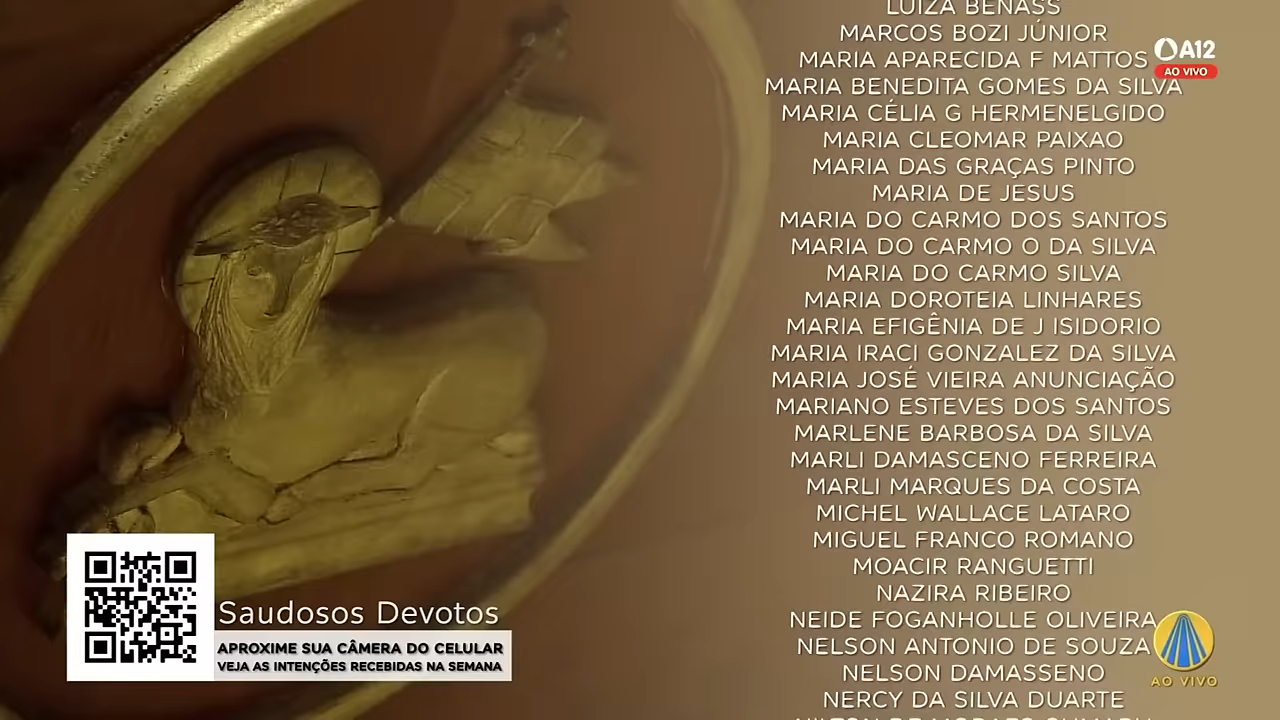 LUIZA BENASS
MARCOS BOZI JÚNIOR
MARIA APARECIDA F MATTOS
MARIA BENEDITA GOMES DA SILVA
MARIA CÉLIA G HERMENELGIDO
MARIA CLEOMAR PAIXAO
MARIA DAS GRAÇAS PINTO
MARIA DE JESUS
MARIA DO CARMO DOS SANTOS
MARIA DO CARMO O DA SILVA
MARIA DO CARMO SILVA
MARIA DOROTEIA LINHARES
MARIA EFIGÊNIA DE J ISIDORIO
MARIA IRACI GONZALEZ DA SILVA
MARIA JOSÉ VIEIRA ANUNCIAÇÃO
MARIANO ESTEVES DOS SANTOS
MARLENE BARBOSA DA SILVA
MARLI DAMASCENO FERREIRA
MARLI MARQUES DA COSTA
MICHEL WALLACE LATARO
MIGUEL FRANCO ROMANO
MOACIR RANGUETTI
NAZIRA RIBEIRO
NEIDE FOGANHOLLE OLIVEIRA
NELSON ANTONIO DE SOUZA
NELSON DAMASSENO
NERCY DA SILVA DUARTE
A12
AO VIVO
Saudosos Devotos
APROXIME SUA CÂMERA DO CELULAR
VEJA AS INTENÇÕES RECEBIDAS NA SEMANA
AO VIVO